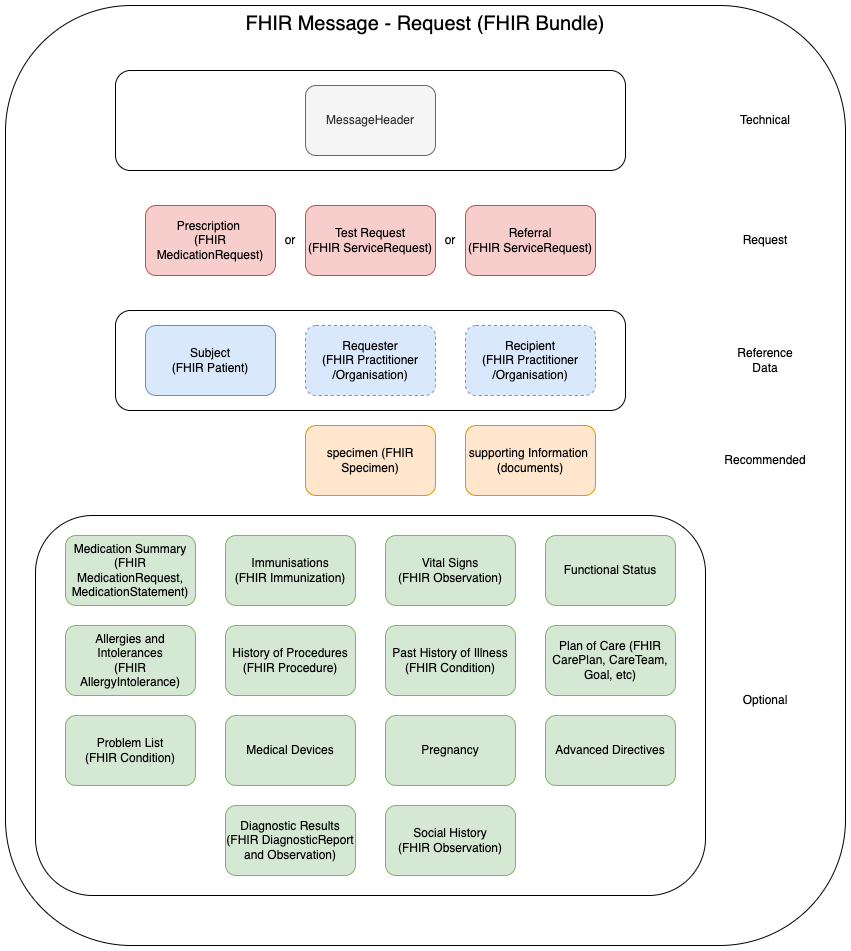 FHIR Message - Request (FHIR Bundle)
MessageHeader
Technical
Prescription
(FHIR
MedicationRequest)
or
Test Request
(FHIR ServiceRequest)
or
Referral
(FHIR ServiceRequest)
Request
Subject
(FHIR Patient)
Requester
(FHIR Practitioner
/Organisation)
Recipient
(FHIR Practitioner
/Organisation)
Reference
Data
specimen (FHIR
Specimen)
supporting Information
(documents)
Recommended
Medication Summary
(FHIR
MedicationRequest,
MedicationStatement)
Immunisations
(FHIR Immunization)
Vital Signs
(FHIR Observation)
Functional Status
Allergies and
Intolerances
(FHIR
AllergyIntolerance)
History of Procedures
(FHIR Procedure)
Past History of Illness
(FHIR Condition)
Plan of Care (FHIR
CarePlan, CareTeam,
Goal, etc)
Optional
Problem List
(FHIR Condition)
Medical Devices
Pregnancy
Advanced Directives
Diagnostic Results
(FHIR DiagnosticReport
and Observation)
Social History
(FHIR Observation)